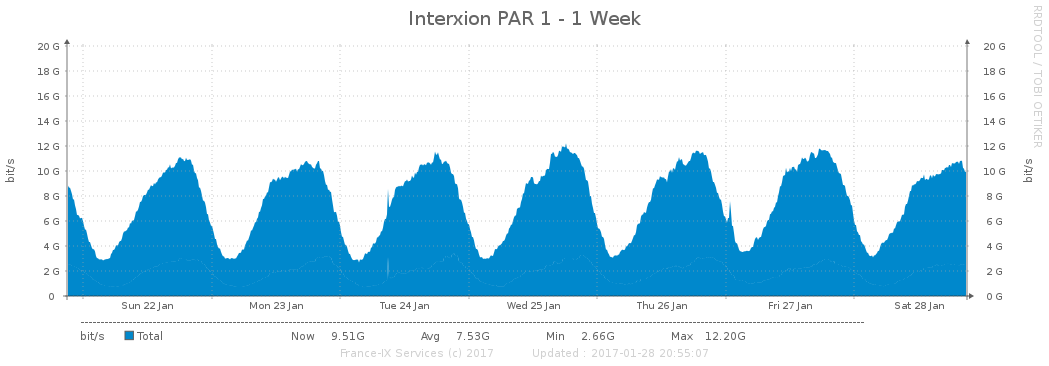 Interxion PAR 1 - 1 Week
RRDTOOL / TOBI OETIKER
bit/s
20 G 20 G
18 G 18 G
16 G 16 G
14 G 14 G
12 G 12 G
10 G 10 G
8 G 8 G
6 G 6 G
4 G 4 G
2 G 2 G
0 0 G
bit/s
Sun 22 Jan Mon 23 Jan Tue 24 Jan Wed 25 Jan Thu 26 Jan Fri 27 Jan Sat 28 Jan
bit/s Total Now 9.51G Avg 7.53G Min 2.66G Max 12.20G
France-IX Services (c) 2017 Updated : 2017-01-28 20:55:07